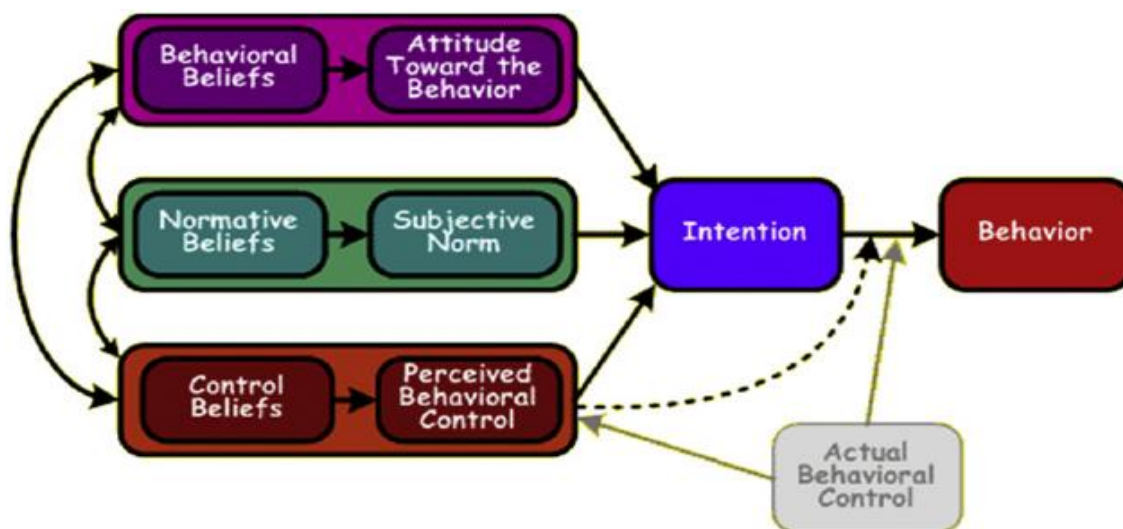 Behavioral
Beliefs
Attitude
Toward the
Behavior
Normative
Beliefs
Subjective
Norm
Intention
Behavior
Control
Beliefs
Perceived
Behavioral
Control
Actual
Behavioral
Control